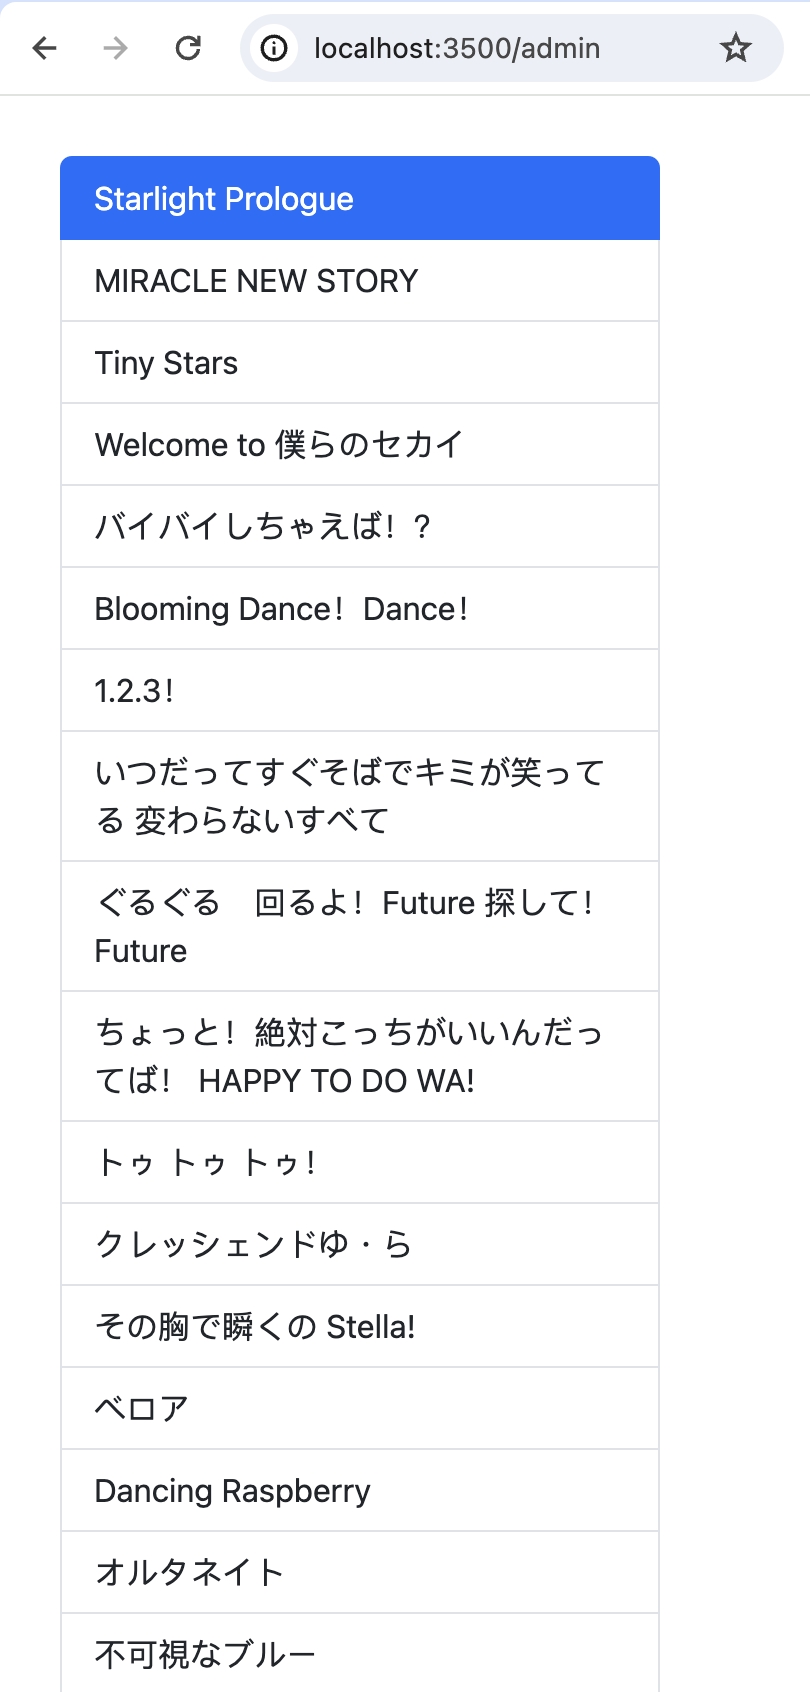 localhost:3500/admin
Starlight Prologue
MIRACLE NEW STORY
Tiny Stars
Welcome to 僕らのセカイ
バイバイしちゃえば！？
Blooming Dance！Dance！
1.2.3！
いつだってすぐそばでキミが笑って
る 変わらないすべて
ぐるぐる　回るよ！Future 探して！
Future
ちょっと！絶対こっちがいいんだっ
てば！ HAPPY TO DO WA!
トゥ トゥ トゥ！
クレッシェンドゆ・ら
その胸で瞬くの Stella!
ベロア
Dancing Raspberry
オルタネイト
不可視なブルー